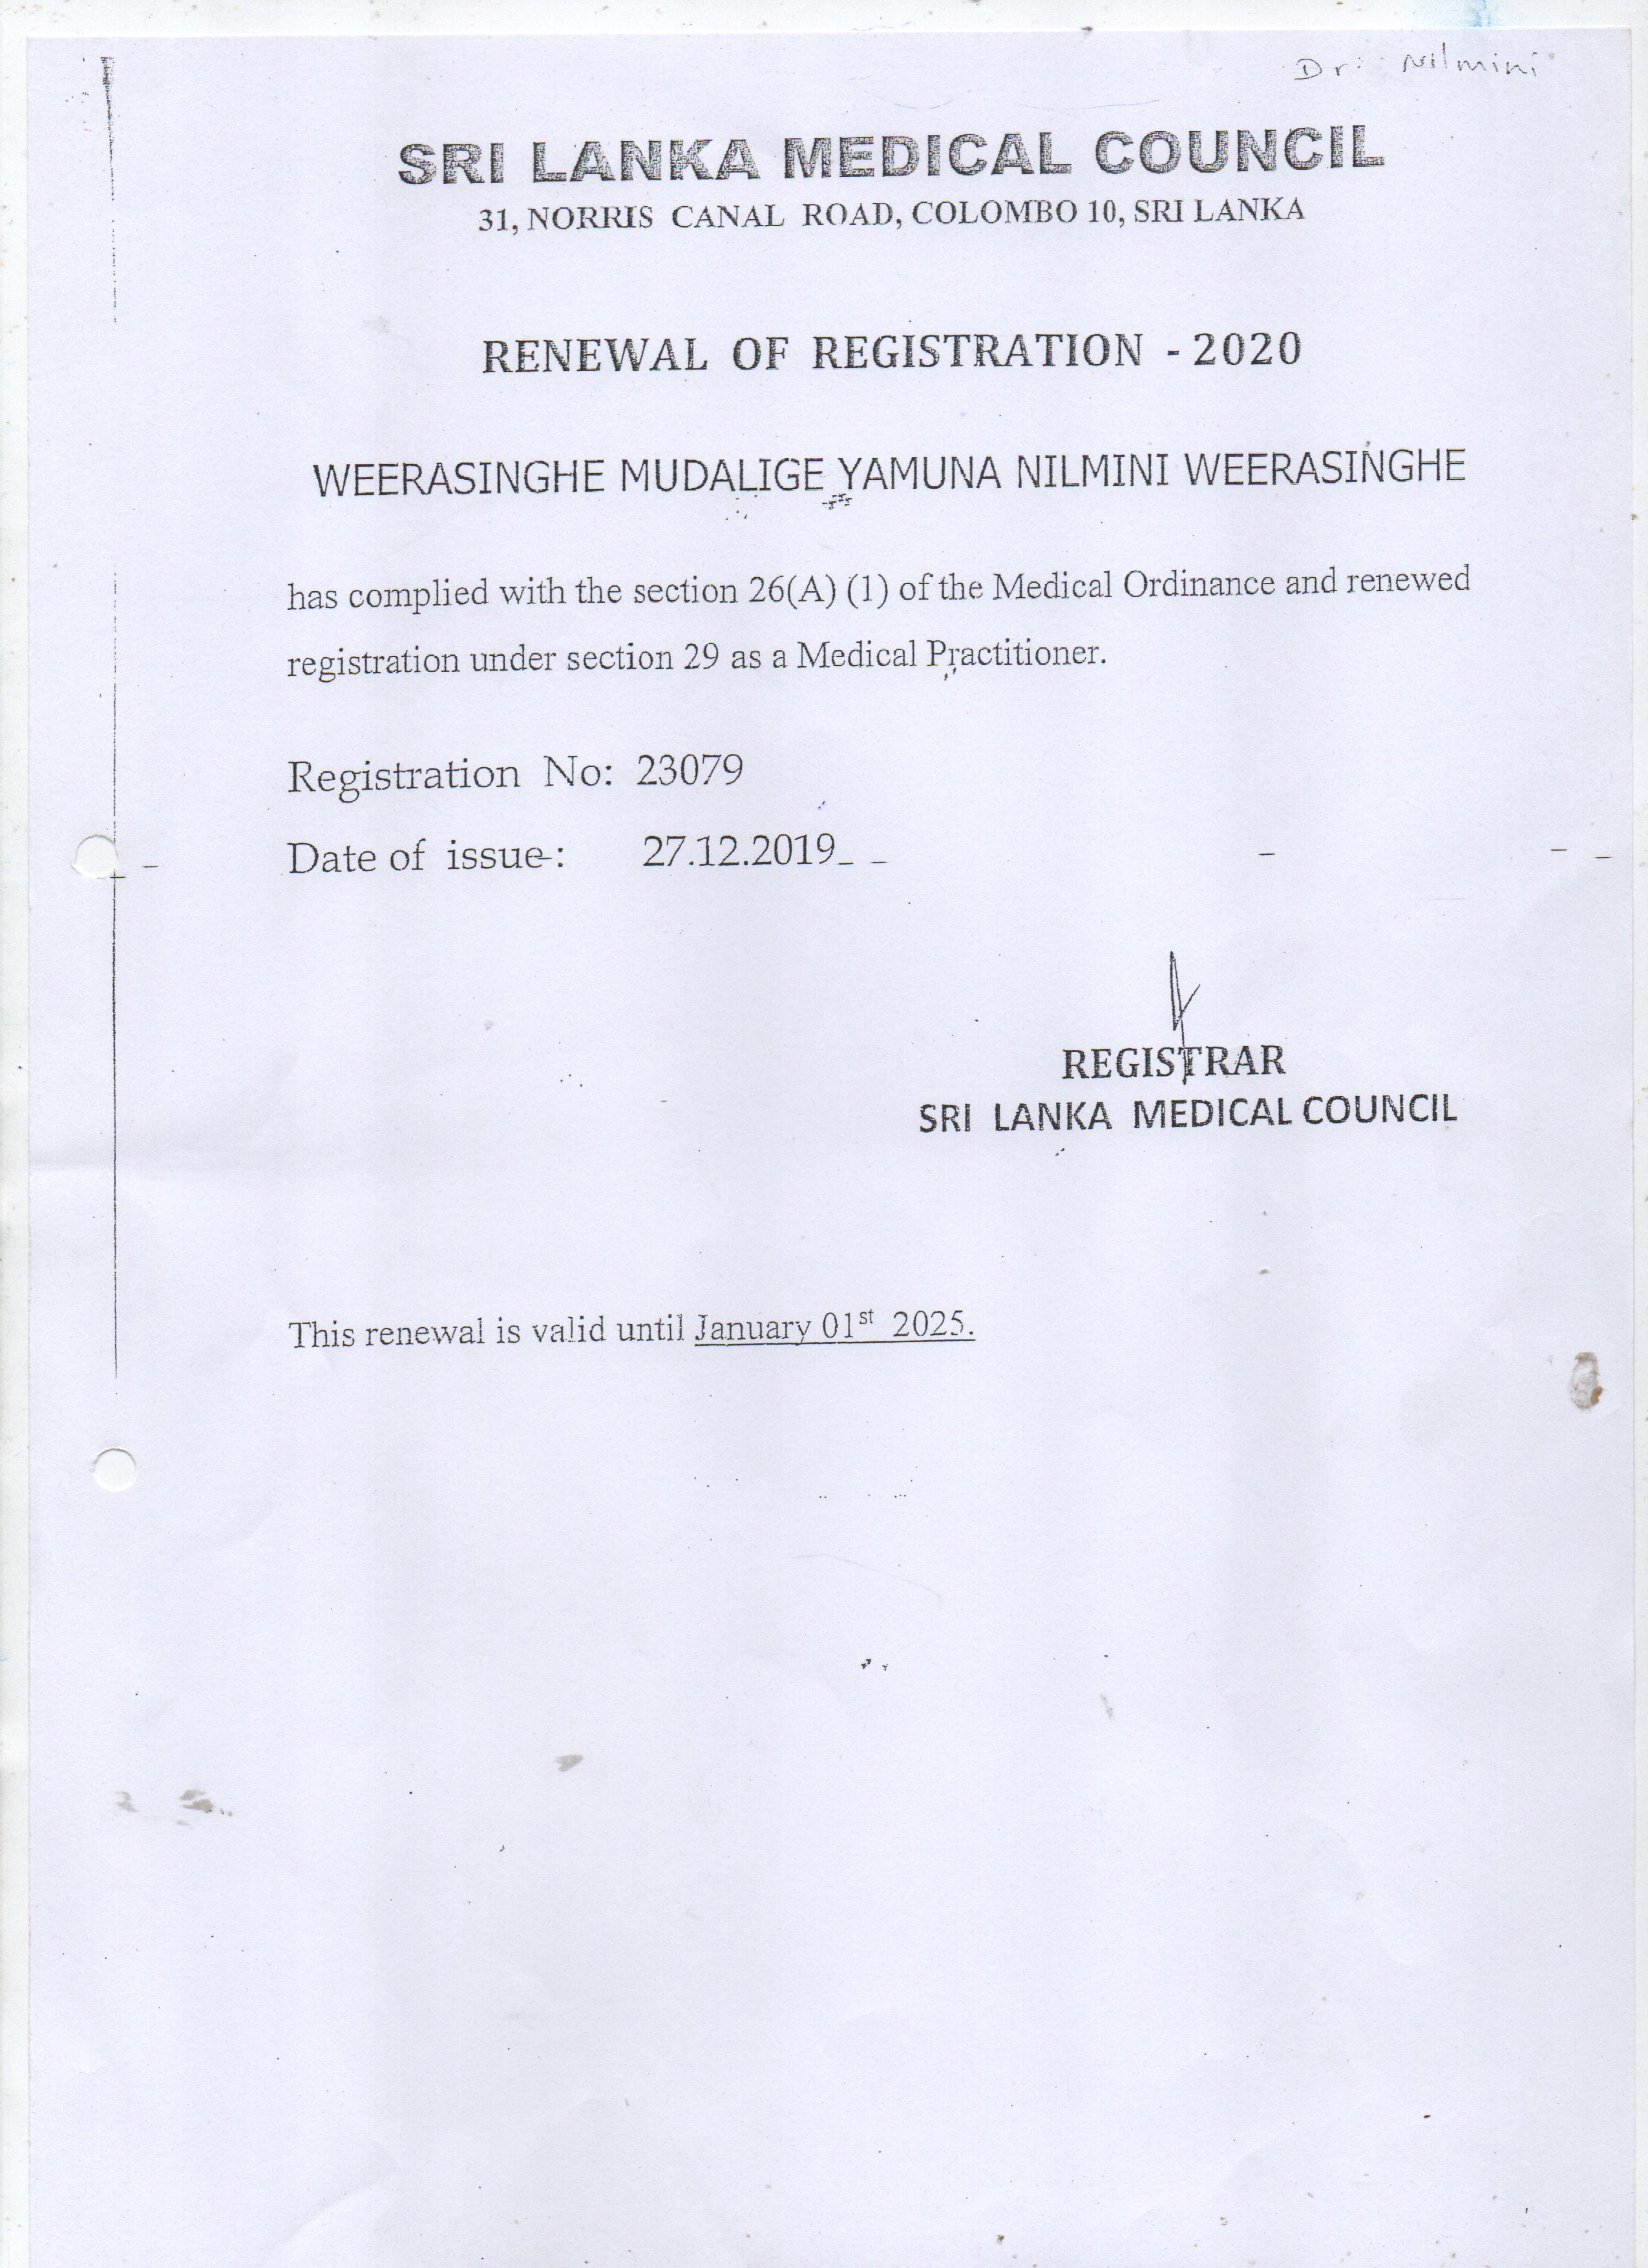 Dr. Nilmini
SRI LANKA MEDICAL COUNCIL
31, NORRIS CANAL ROAD, COLOMBO 10, SRI LANKA
RENEWAL OF REGISTRATION - 2020
WEERASINGHE MUDALIGE YAMUNA NILMINI WEERASINGHE
has complied with the section 26(A) (1) of the Medical Ordinance and renewed
registration under section 29 as a Medical Practitioner.
Registration No: 23079
Date of issue : 27.12.2019
REGISTRAR
SRI LANKA MEDICAL COUNCIL
This renewal is valid until January 01st 2025.